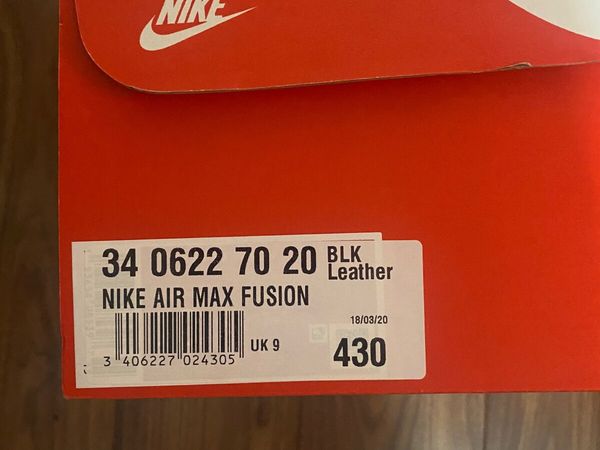 NIKE
34 0622 70 20 BLK Leather
NIKE AIR MAX FUSION
18/03/20
3 406227 024305
UK 9
430